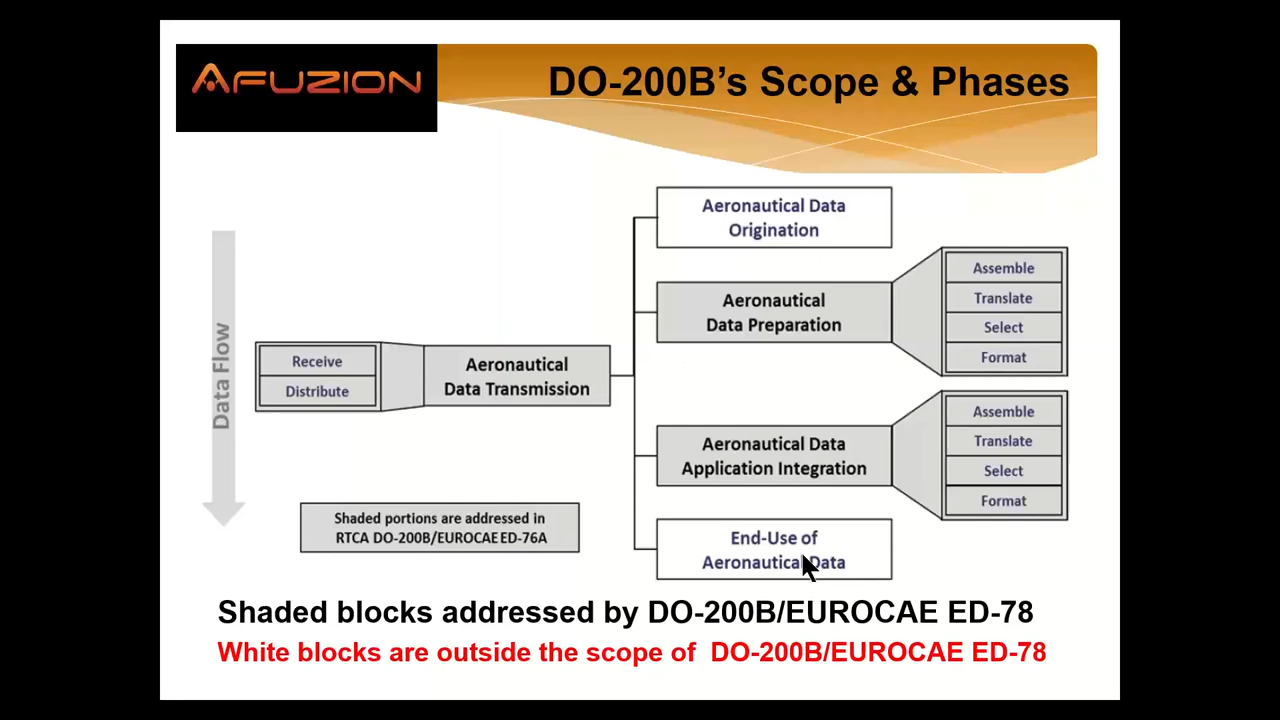 AFUZION
DO-200B’s Scope & Phases
Data Flow
Receive
Distribute
Aeronautical
Data Transmission
Aeronautical Data
Origination
Aeronautical
Data Preparation
Assemble
Translate
Select
Format
Aeronautical Data
Application Integration
Assemble
Translate
Select
Format
End-Use of
Aeronautical Data
Shaded portions are addressed in
RTCA DO-200B/EUROCAE ED-76A
Shaded blocks addressed by DO-200B/EUROCAE ED-78
White blocks are outside the scope of DO-200B/EUROCAE ED-78